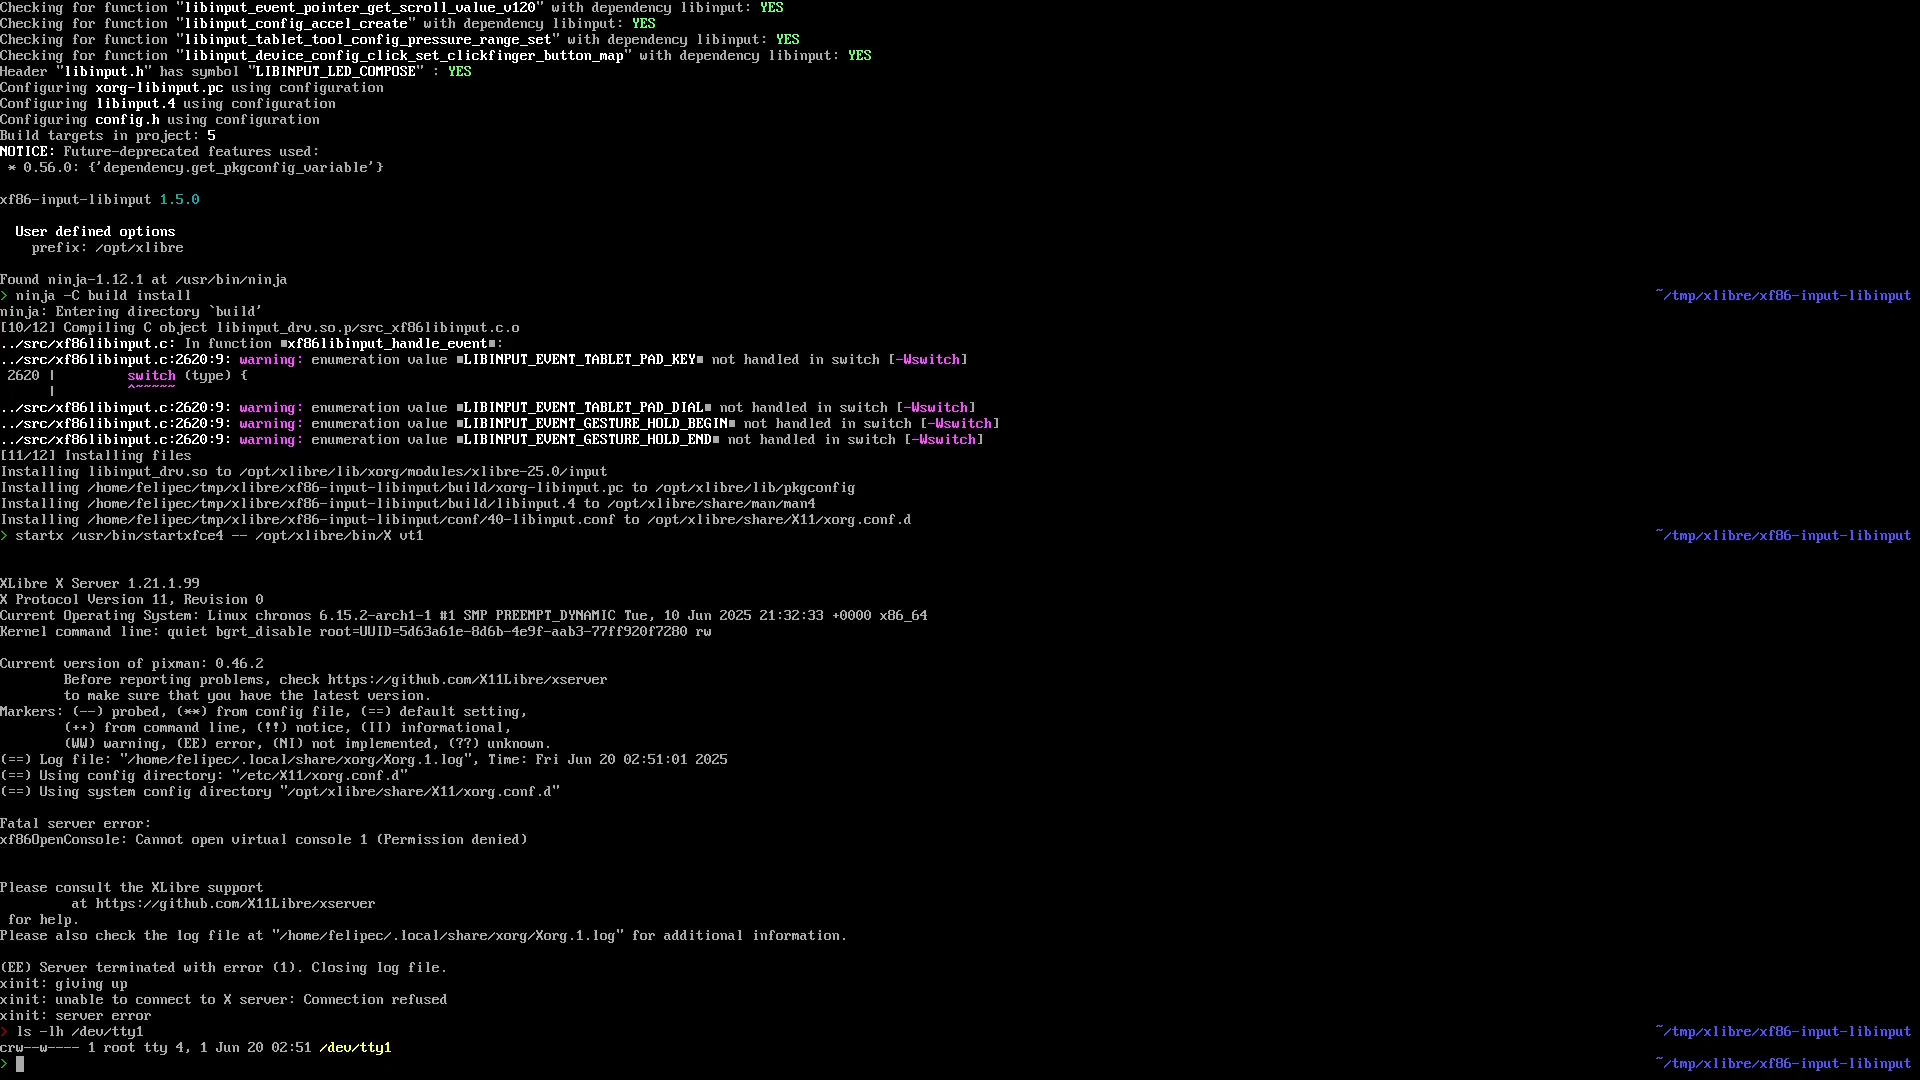 Checking for function "libinput_event_pointer_get_scroll_value_v120" with dependency libinput: YES
Checking for function "libinput_config_accel_create" with dependency libinput: YES
Checking for function "libinput_tablet_tool_config_pressure_range_set" with dependency libinput: YES
Checking for function "libinput_device_config_click_set_clickfinger_button_map" with dependency libinput: YES
Header "libinput.h" has symbol "LIBINPUT_LED_COMPOSE" : YES
Configuring xorg-libinput.pc using configuration
Configuring libinput.4 using configuration
Configuring config.h using configuration
Build targets in project: 5
NOTICE: Future-deprecated features used:
 * 0.56.0: {'dependency.get_pkgconfig_variable'}
xf86-input-libinput 1.5.0
  User defined options
    prefix: /opt/xlibre
Found ninja-1.12.1 at /usr/bin/ninja
> ninja -C build install ~/tmp/xlibre/xf86-input-libinput
ninja: Entering directory `build'
[10/12] Compiling C object libinput_drv.so.p/src_xf86libinput.c.o
../src/xf86libinput.c: In function ■xf86libinput_handle_event■:
../src/xf86libinput.c:2620:9: warning: enumeration value ■LIBINPUT_EVENT_TABLET_PAD_KEY■ not handled in switch [-Wswitch]
 2620 |         switch (type) {
      |         ^~~~~~
../src/xf86libinput.c:2620:9: warning: enumeration value ■LIBINPUT_EVENT_TABLET_PAD_DIAL■ not handled in switch [-Wswitch]
../src/xf86libinput.c:2620:9: warning: enumeration value ■LIBINPUT_EVENT_GESTURE_HOLD_BEGIN■ not handled in switch [-Wswitch]
../src/xf86libinput.c:2620:9: warning: enumeration value ■LIBINPUT_EVENT_GESTURE_HOLD_END■ not handled in switch [-Wswitch]
[11/12] Installing files
Installing libinput_drv.so to /opt/xlibre/lib/xorg/modules/xlibre-25.0/input
Installing /home/felipec/tmp/xlibre/xf86-input-libinput/build/xorg-libinput.pc to /opt/xlibre/lib/pkgconfig
Installing /home/felipec/tmp/xlibre/xf86-input-libinput/build/libinput.4 to /opt/xlibre/share/man/man4
Installing /home/felipec/tmp/xlibre/xf86-input-libinput/conf/40-libinput.conf to /opt/xlibre/share/X11/xorg.conf.d
> startx /usr/bin/startxfce4 -- /opt/xlibre/bin/X vt1 ~/tmp/xlibre/xf86-input-libinput
XLibre X Server 1.21.1.99
X Protocol Version 11, Revision 0
Current Operating System: Linux chronos 6.15.2-arch1-1 #1 SMP PREEMPT_DYNAMIC Tue, 10 Jun 2025 21:32:33 +0000 x86_64
Kernel command line: quiet bgrt_disable root=UUID=5d63a61e-8d6b-4e9f-aab3-77ff920f7280 rw
Current version of pixman: 0.46.2
        Before reporting problems, check https://github.com/X11Libre/xserver
        to make sure that you have the latest version.
Markers: (--) probed, (**) from config file, (==) default setting,
        (++) from command line, (!!) notice, (II) informational,
        (WW) warning, (EE) error, (NI) not implemented, (??) unknown.
(==) Log file: "/home/felipec/.local/share/xorg/Xorg.1.log", Time: Fri Jun 20 02:51:01 2025
(==) Using config directory: "/etc/X11/xorg.conf.d"
(==) Using system config directory "/opt/xlibre/share/X11/xorg.conf.d"
Fatal server error:
xf86OpenConsole: Cannot open virtual console 1 (Permission denied)
Please consult the XLibre support
         at https://github.com/X11Libre/xserver
 for help.
Please also check the log file at "/home/felipec/.local/share/xorg/Xorg.1.log" for additional information.
(EE) Server terminated with error (1). Closing log file.
xinit: giving up
xinit: unable to connect to X server: Connection refused
xinit: server error
> ls -lh /dev/tty1 ~/tmp/xlibre/xf86-input-libinput
crw--w---- 1 root tty 4, 1 Jun 20 02:51 /dev/tty1
> ~/tmp/xlibre/xf86-input-libinput